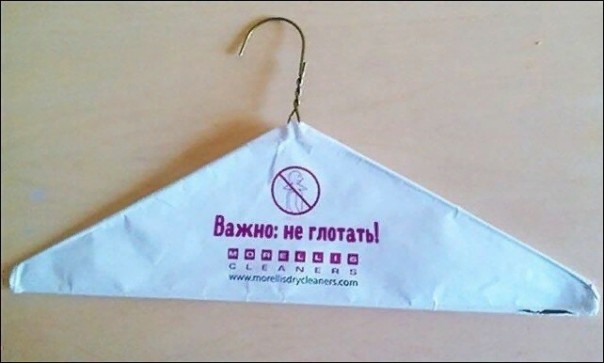 Важно: не глотать!
MORELLIS
CLEANERS
www.morellisdrycleaners.com